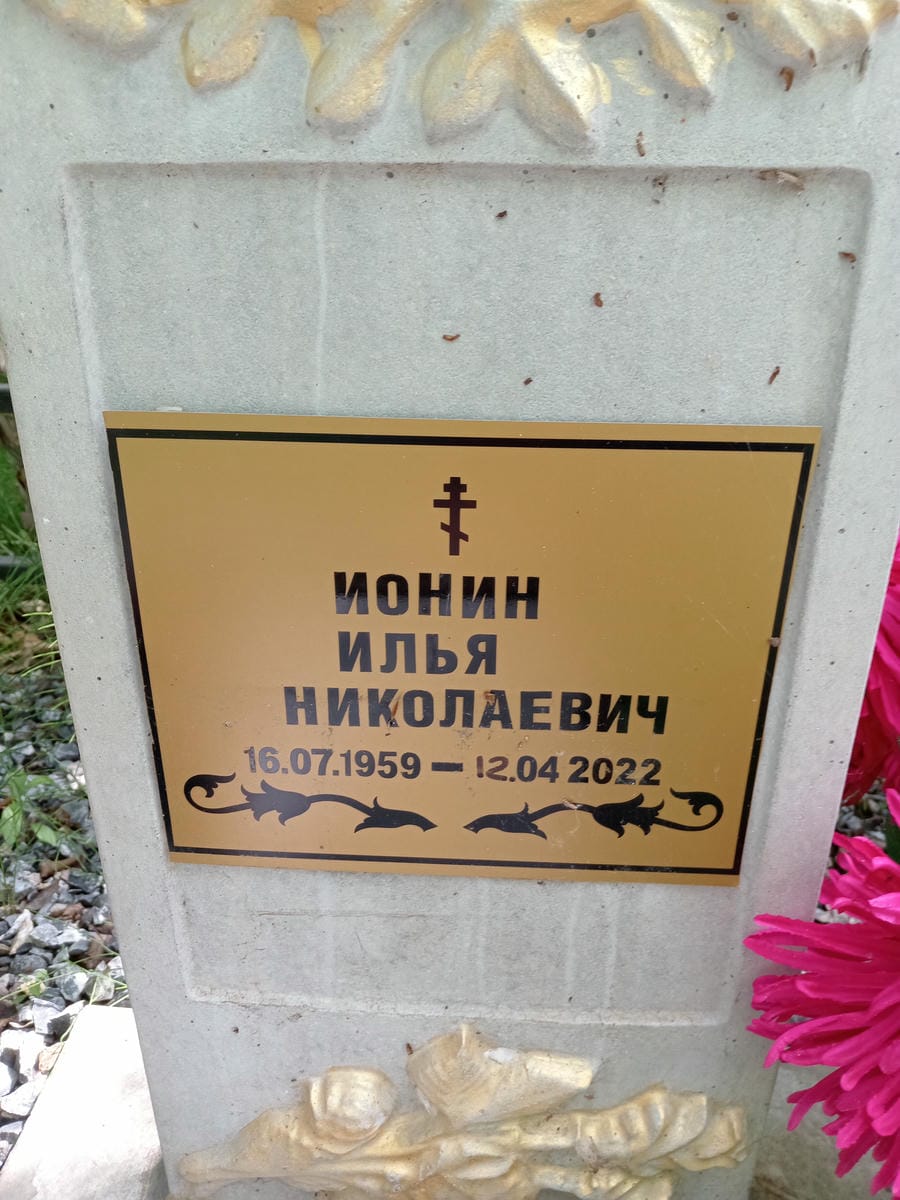 ИОНИН
ИЛЬЯ
НИКОЛАЕВИЧ
16.07.1959 – 12.04 2022